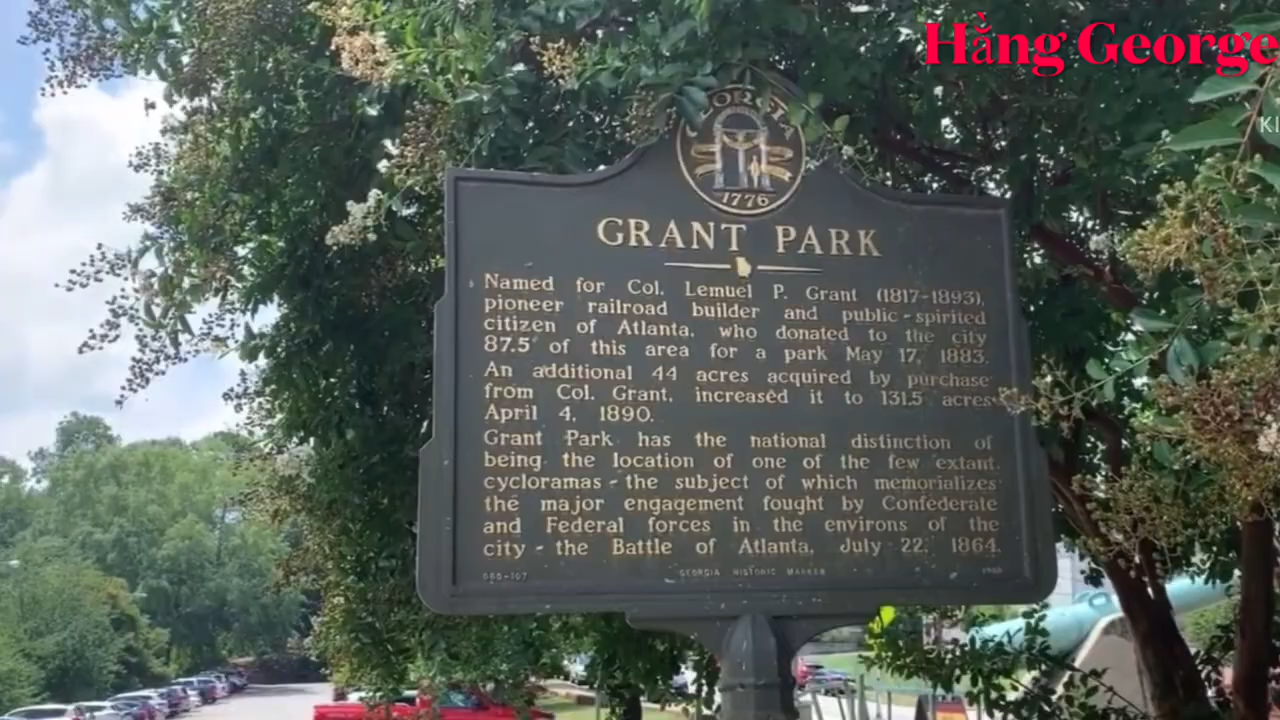 Hằng George
KI
GEORGIA
1776
GRANT PARK
Named for Col. Lemuel P. Grant (1817-1893),
pioneer railroad builder and public-spirited
citizen of Atlanta, who donated to the city
87.5 of this area for a park May 17, 1883.
An additional 44 acres acquired by purchase
from Col. Grant, increased it to 131.5 acres
April 4, 1890.
Grant Park has the national distinction of
being the location of one of the few extant
cycloramas - the subject of which memorializes
the major engagement fought by Confederate
and Federal forces in the environs of the
city - the Battle of Atlanta, July 22, 1864.
060-107 GEORGIA HISTORIC MARKER